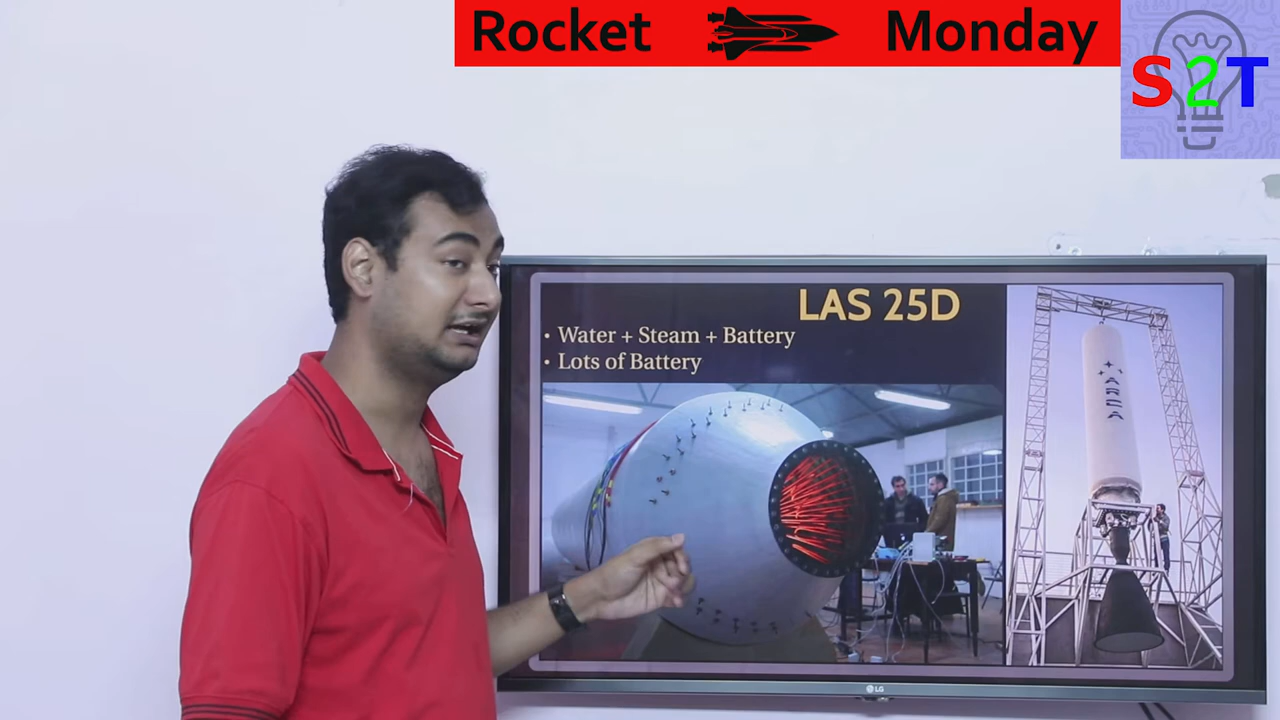 Rocket Monday
S2T
LAS 25D
• Water + Steam + Battery
• Lots of Battery
ARCA
LG